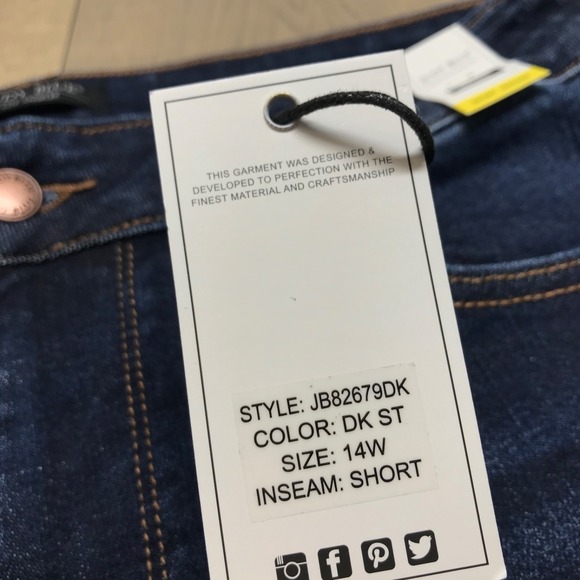 THIS GARMENT WAS DESIGNED &
DEVELOPED TO PERFECTION WITH THE
FINEST MATERIAL AND CRAFTSMANSHIP
STYLE: JB82679DK
COLOR: DK ST
SIZE: 14W
INSEAM: SHORT